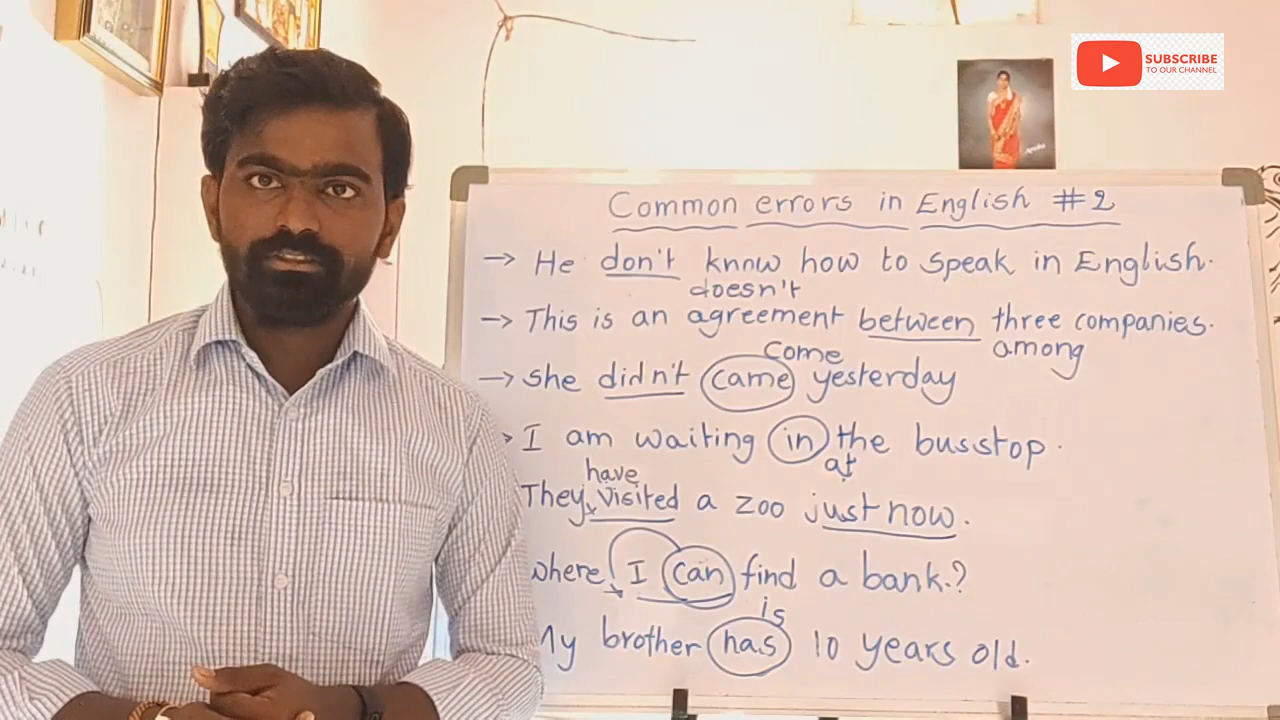 SUBSCRIBE
TO OUR CHANNEL
Common errors in English #2
→ He don't know how to speak in English.
doesn't
→ This is an agreement between three companies.
among
come
→ She didn't came yesterday
I am waiting in the busstop.
at
have
They visited a zoo just now.
where I can find a bank.?
is
My brother has 10 years old.